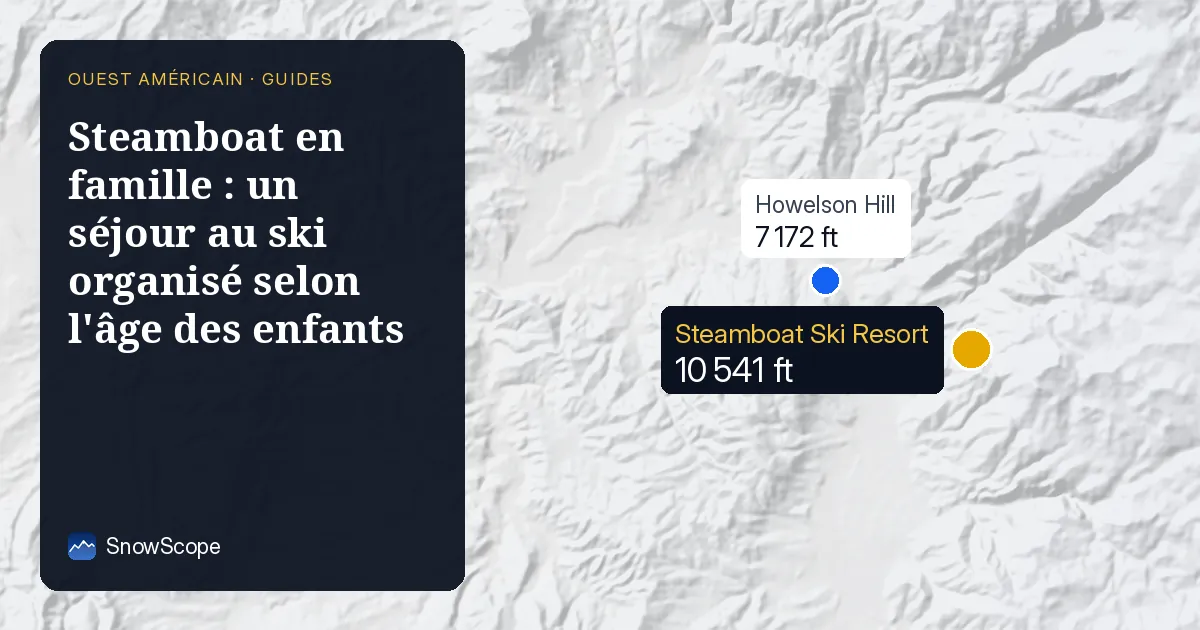 OUEST AMÉRICAIN · GUIDES
Steamboat en
famille : un
séjour au ski
organisé selon
l'âge des enfants
Howelson Hill
7 172 ft
Steamboat Ski Resort
10 541 ft
SnowScope